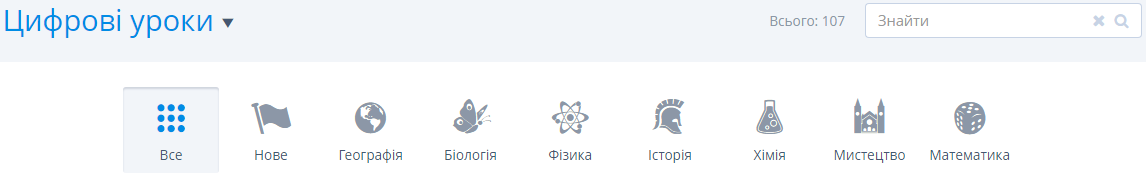 Цифрові уроки
Всього: 107
Знайти
Все
Нове
Географія
Біологія
Фізика
Історія
Хімія
Мистецтво
Математика